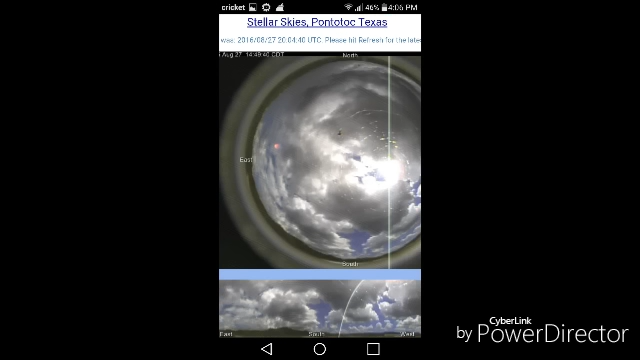 cricket 46% 4:06 PM
Stellar Skies, Pontotoc Texas
was: 2016/08/27 20:04:40 UTC. Please hit Refresh for the lates
Aug 27 14:49:40 CDT
North
East
South
East South West
CyberLink
by PowerDirector